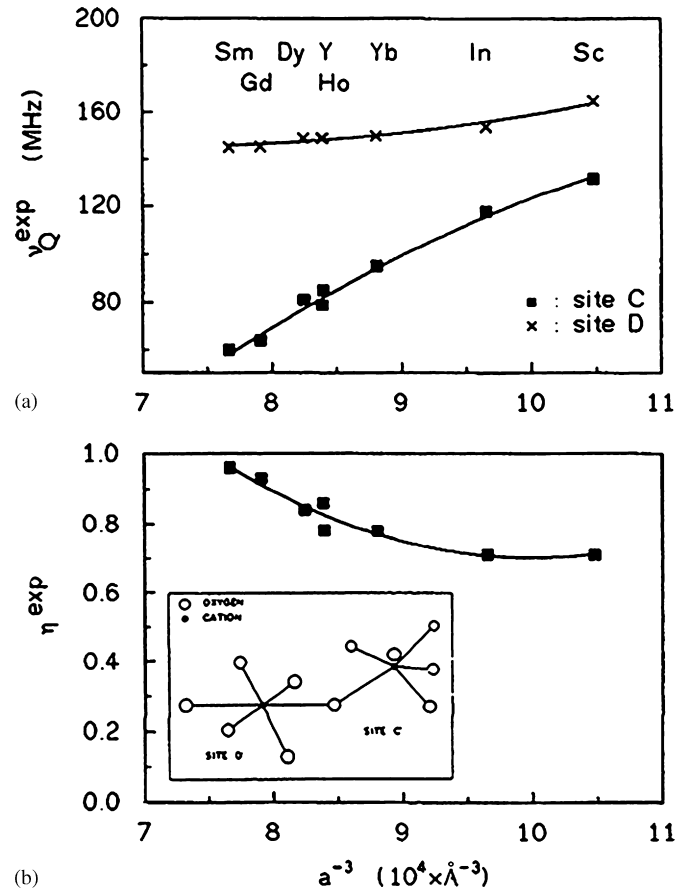 200
160
120
80
ν_Q^exp (MHz)
Sm Dy Y Yb In Sc
Gd Ho
■ : site C
× : site D
(a)
7 8 9 10 11
1.0
0.8
0.6
0.4
0.2
0.0
η^exp
○ OXYGEN
• CATION
SITE D
SITE C
(b)
7 8 9 10 11
a⁻³ (10⁴×Å⁻³)